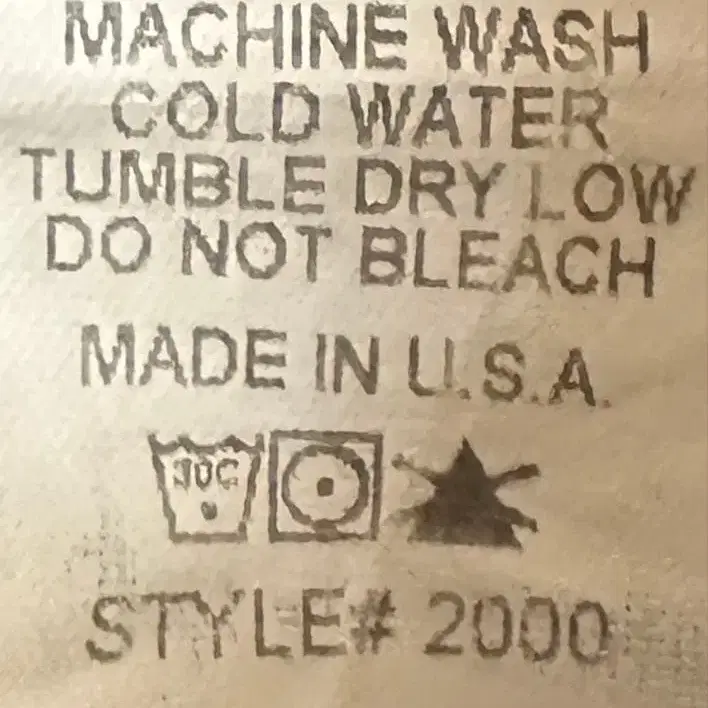 MACHINE WASH
COLD WATER
TUMBLE DRY LOW
DO NOT BLEACH
MADE IN U.S.A.
30C
STYLE# 2000